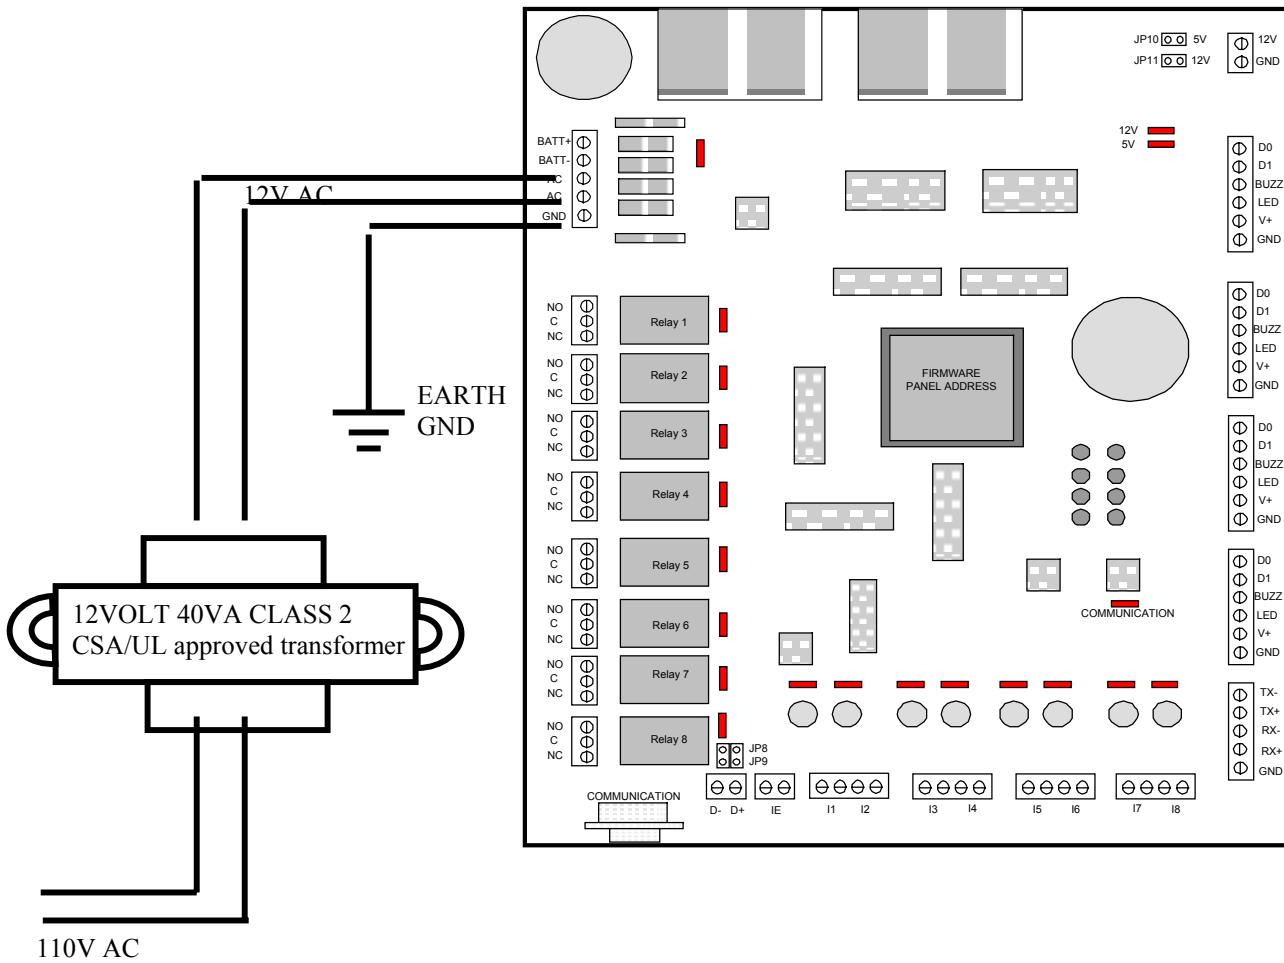 JP10 5V
JP11 12V
12V
GND
12V
5V
BATT+
BATT-
AC
AC
GND
12V AC
D0
D1
BUZZ
LED
V+
GND
D0
D1
BUZZ
LED
V+
GND
D0
D1
BUZZ
LED
V+
GND
D0
D1
BUZZ
LED
V+
GND
TX-
TX+
RX-
RX+
GND
NO
C
NC
Relay 1
NO
C
NC
Relay 2
NO
C
NC
Relay 3
NO
C
NC
Relay 4
NO
C
NC
Relay 5
NO
C
NC
Relay 6
NO
C
NC
Relay 7
NO
C
NC
Relay 8
FIRMWARE
PANEL ADDRESS
EARTH
GND
12VOLT 40VA CLASS 2
CSA/UL approved transformer
COMMUNICATION
JP8
JP9
COMMUNICATION
D- D+ IE I1 I2 I3 I4 I5 I6 I7 I8
110V AC